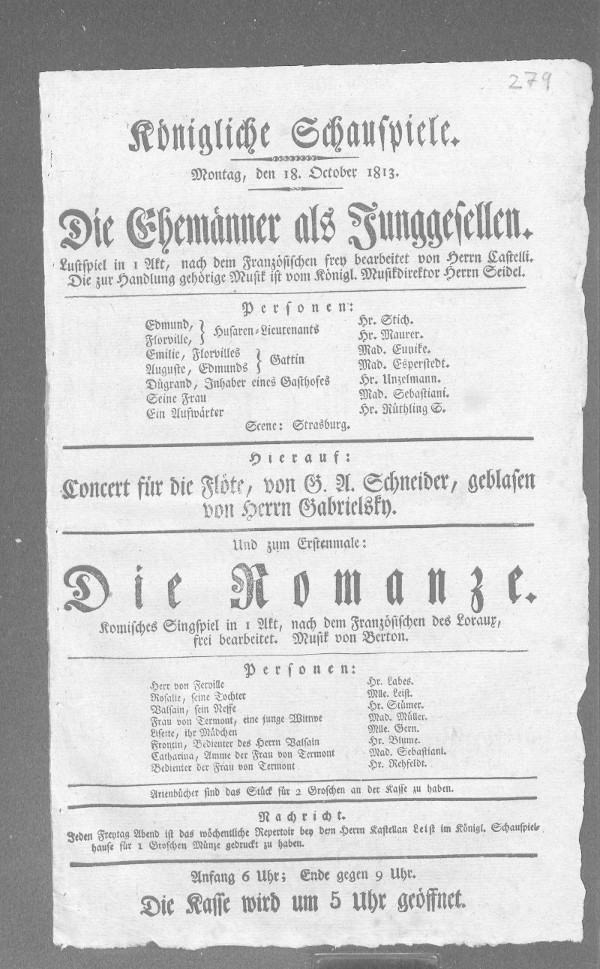 279
Königliche Schauspiele.
Montag, den 18. October 1813.
Die Ehemänner als Junggesellen.
Lustspiel in 1 Akt, nach dem Französischen frey bearbeitet von Herrn Castelli.
Die zur Handlung gehörige Musik ist vom Königl. Musikdirektor Herrn Seidel.
Personen:
Edmund, } Husaren-Lieutenants Hr. Stich.
Florville, } Hr. Maurer.
Emilie, Florvilles } Gattin Mad. Eunike.
Auguste, Edmunds } Mad. Esperstedt.
Dügrand, Inhaber eines Gasthofes Hr. Unzelmann.
Seine Frau Mad. Sebastiani.
Ein Aufwärter Hr. Rüthling S.
Scene: Strasburg.
Hierauf:
Concert für die Flöte, von G. A. Schneider, geblasen
von Herrn Gabrielsky.
Und zum Erstenmale:
Die Romanze.
Komisches Singspiel in 1 Akt, nach dem Französischen des Loraux,
frei bearbeitet. Musik von Berton.
Personen:
Herr von Ferville Hr. Labes.
Rosalie, seine Tochter Mlle. Leist.
Valsain, sein Neffe Hr. Stümer.
Frau von Termont, eine junge Wittwe Mad. Müller.
Lisette, ihr Mädchen Mlle. Gern.
Frontin, Bedienter des Herrn Valsain Hr. Blume.
Catharina, Amme der Frau von Termont Mad. Sebastiani.
Bedienter der Frau von Termont Hr. Rehfeldt.
Arienbücher sind das Stück für 2 Groschen an der Kasse zu haben.
Nachricht.
Jeden Freytag Abend ist das wöchentliche Repertoir bey dem Herrn Kastellan Leist im Königl. Schauspiel-
hause für 1 Groschen Münze gedruckt zu haben.
Anfang 6 Uhr; Ende gegen 9 Uhr.
Die Kasse wird um 5 Uhr geöffnet.